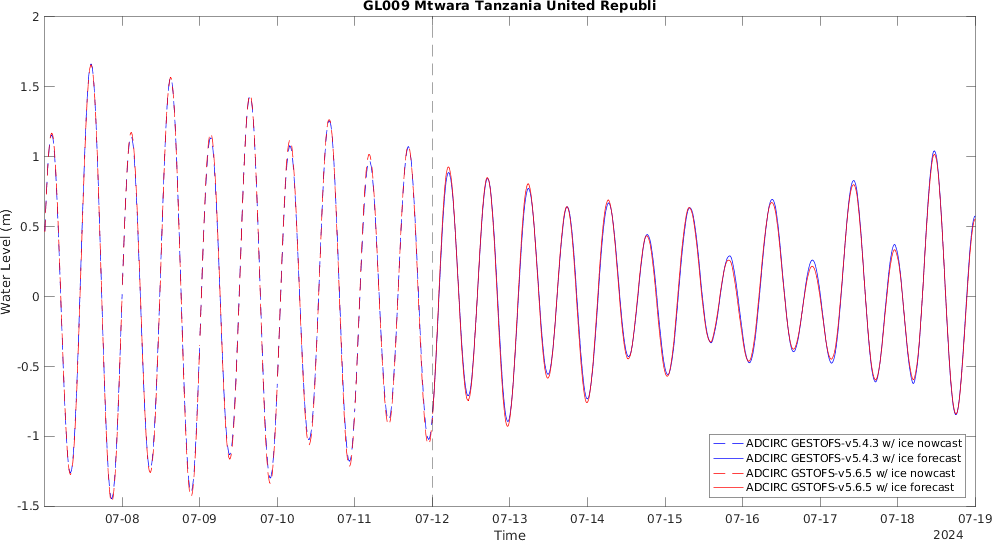 GL009 Mtwara Tanzania United Republi
2
1.5
1
0.5
0
-0.5
-1
-1.5
Water Level (m)
07-08 07-09 07-10 07-11 07-12 07-13 07-14 07-15 07-16 07-17 07-18 07-19
Time
2024
ADCIRC GESTOFS-v5.4.3 w/ ice nowcast
ADCIRC GESTOFS-v5.4.3 w/ ice forecast
ADCIRC GSTOFS-v5.6.5 w/ ice nowcast
ADCIRC GSTOFS-v5.6.5 w/ ice forecast